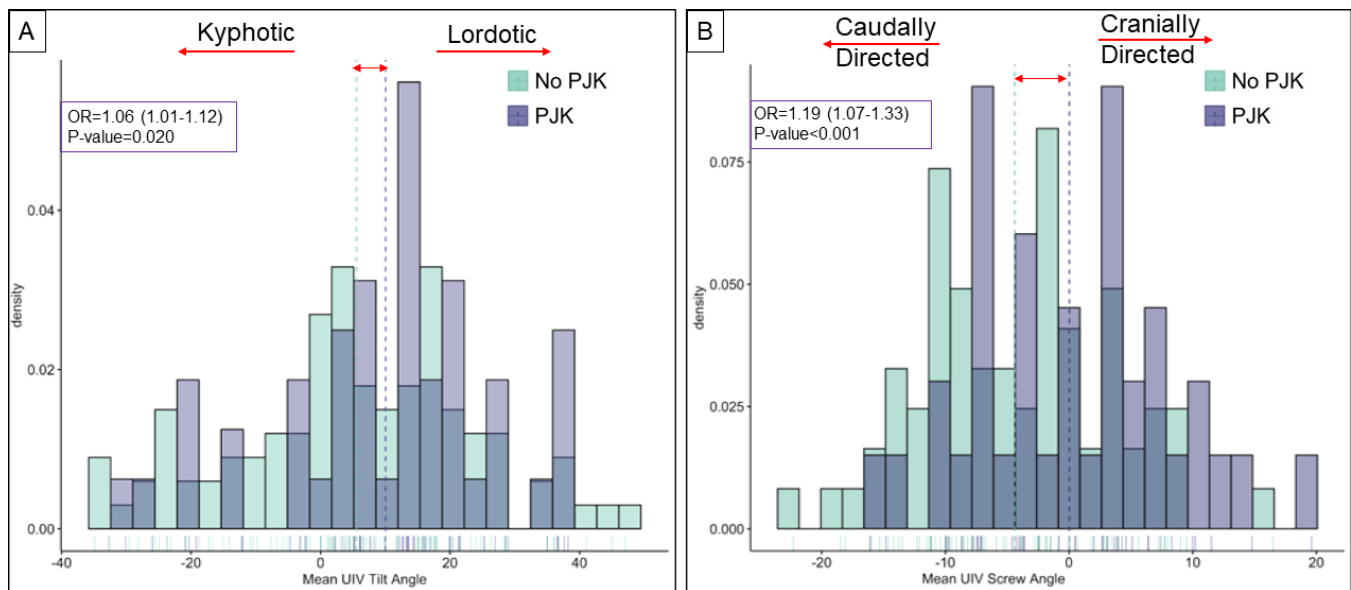 A
Kyphotic
Lordotic
No PJK
PJK
OR=1.06 (1.01-1.12)
P-value=0.020
density
0.04
0.02
0.00
-40
-20
0
20
40
Mean UIV Tilt Angle
B
Caudally
Directed
Cranially
Directed
No PJK
PJK
OR=1.19 (1.07-1.33)
P-value<0.001
density
0.075
0.050
0.025
0.000
-20
-10
0
10
20
Mean UIV Screw Angle